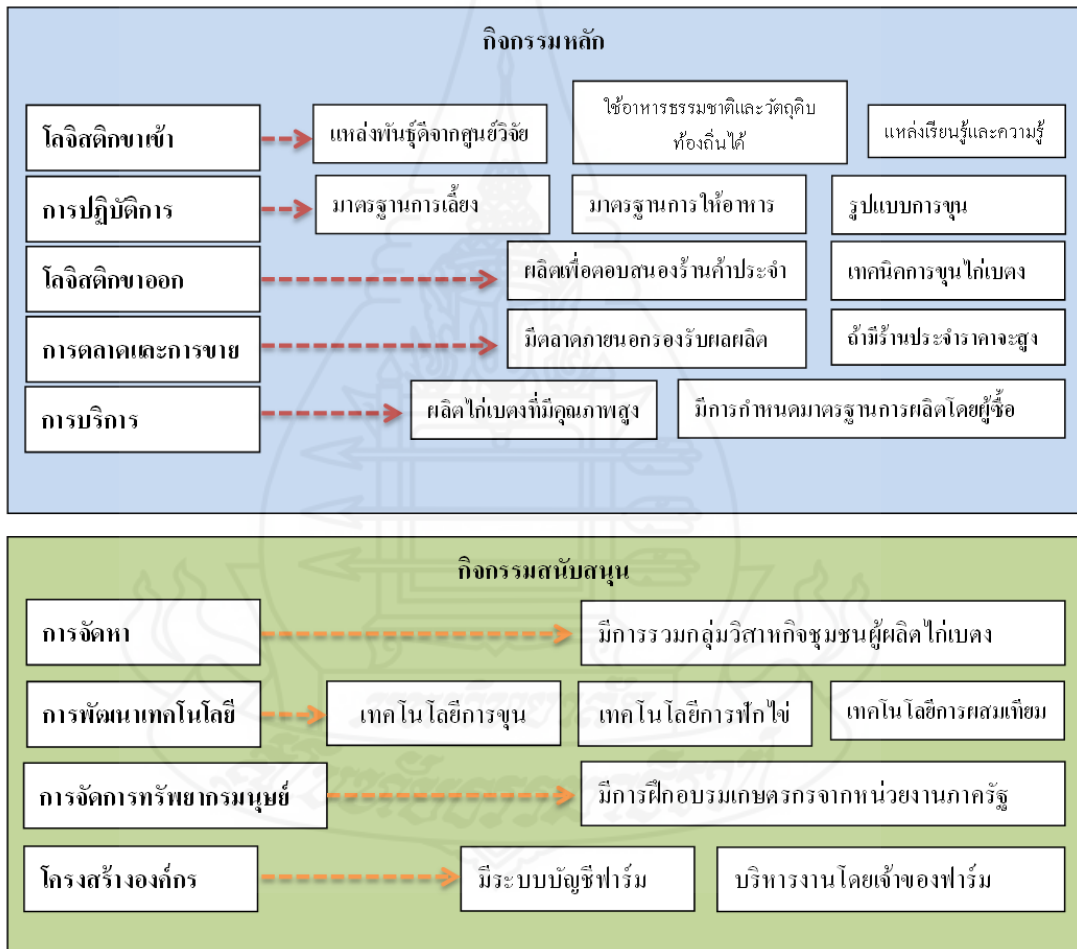 กิจกรรมหลัก
โลจิสติกขาเข้า
แหล่งพันธุ์ดีจากศูนย์วิจัย
ใช้อาหารธรรมชาติและวัตถุดิบ
ท้องถิ่นได้
แหล่งเรียนรู้และความรู้
การปฏิบัติการ
มาตรฐานการเลี้ยง
มาตรฐานการให้อาหาร
รูปแบบการขุน
โลจิสติกขาออก
ผลิตเพื่อตอบสนองร้านค้าประจำ
เทคนิคการขุนไก่เบตง
การตลาดและการขาย
มีตลาดภายนอกรองรับผลผลิต
ถ้ามีร้านประจำราคาจะสูง
การบริการ
ผลิตไก่เบตงที่มีคุณภาพสูง
มีการกำหนดมาตรฐานการผลิตโดยผู้ซื้อ
กิจกรรมสนับสนุน
การจัดหา
มีการรวมกลุ่มวิสาหกิจชุมชนผู้ผลิตไก่เบตง
การพัฒนาเทคโนโลยี
เทคโนโลยีการขุน
เทคโนโลยีการฟักไข่
เทคโนโลยีการผสมเทียม
การจัดการทรัพยากรมนุษย์
มีการฝึกอบรมเกษตรกรจากหน่วยงานภาครัฐ
โครงสร้างองค์กร
มีระบบบัญชีฟาร์ม
บริหารงานโดยเจ้าของฟาร์ม